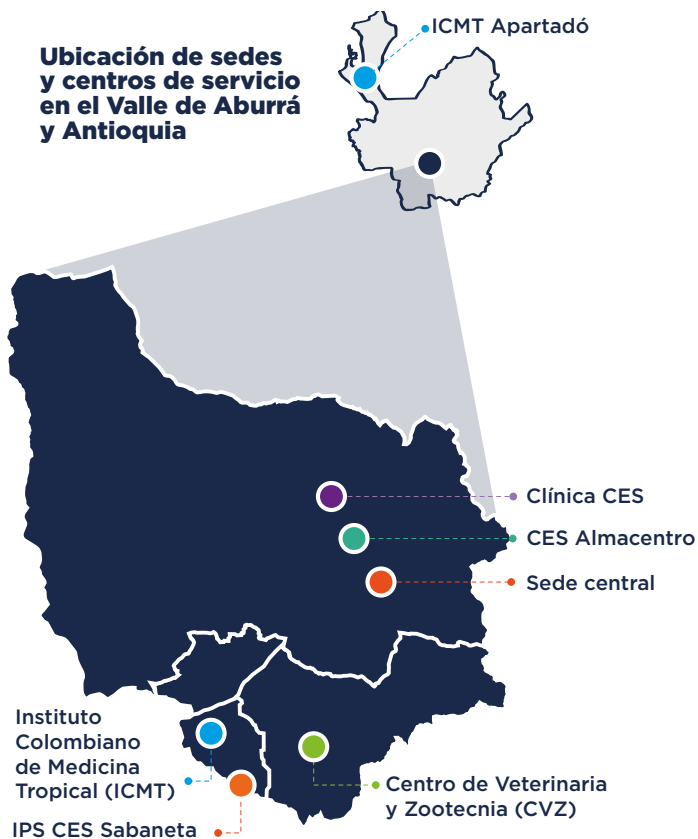 Ubicación de sedes
y centros de servicio
en el Valle de Aburrá
y Antioquia
ICMT Apartadó
Clínica CES
CES Almacentro
Sede central
Instituto
Colombiano
de Medicina
Tropical (ICMT)
IPS CES Sabaneta
Centro de Veterinaria
y Zootecnia (CVZ)